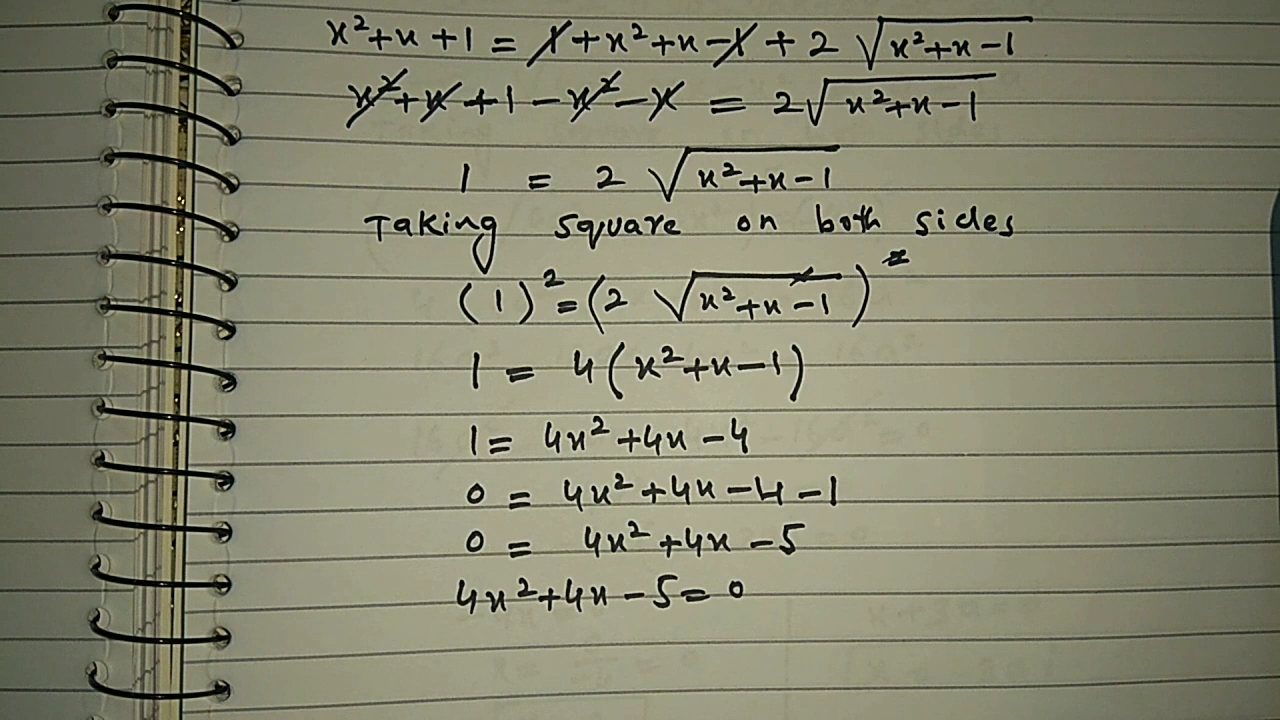 x²+x+1 = 1+x²+x-1+2 √x²+x-1
x²+x+1-x²-x = 2√x²+x-1
1 = 2 √x²+x-1
Taking square on both sides
(1)²=(2 √x²+x-1)²
1 = 4(x²+x-1)
1= 4x²+4x-4
0 = 4x²+4x-4-1
0 = 4x²+4x-5
4x²+4x-5=0